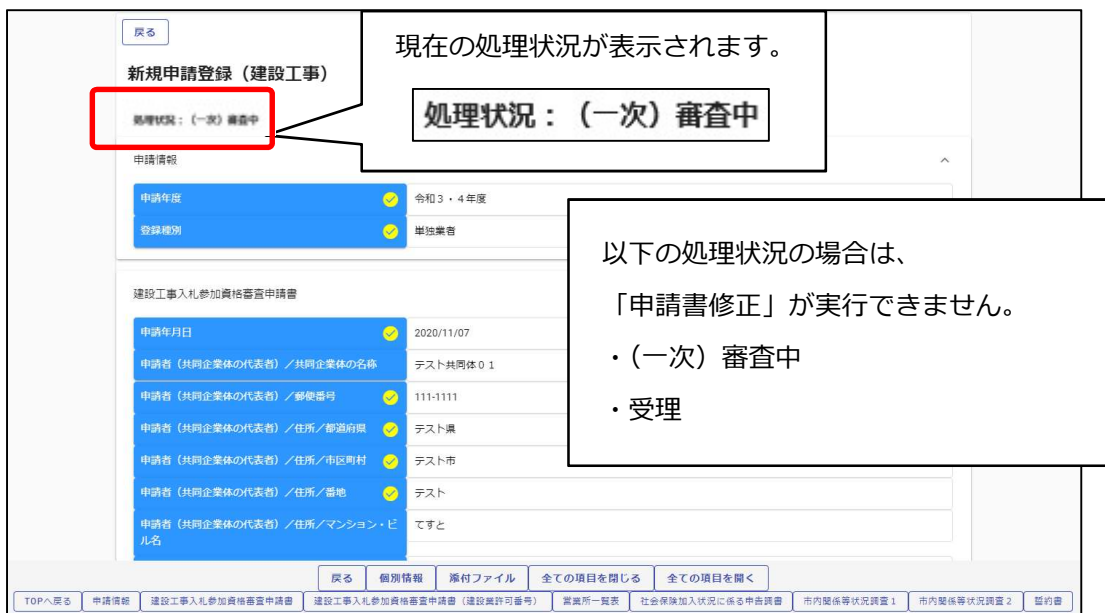 戻る
新規申請登録（建設工事）
処理状況：（一次）審査中
現在の処理状況が表示されます。
処理状況：（一次）審査中
申請情報
申請年度 令和３・４年度
登録種別 単独業者
以下の処理状況の場合は、
「申請書修正」が実行できません。
・（一次）審査中
・受理
建設工事入札参加資格審査申請書
申請年月日 2020/11/07
申請者（共同企業体の代表者）／共同企業体の名称 テスト共同体０１
申請者（共同企業体の代表者）／郵便番号 111-1111
申請者（共同企業体の代表者）／住所／都道府県 テスト県
申請者（共同企業体の代表者）／住所／市区町村 テスト市
申請者（共同企業体の代表者）／住所／番地 テスト
申請者（共同企業体の代表者）／住所／マンション・ビ てすと
ル名
戻る 個別情報 添付ファイル 全ての項目を閉じる 全ての項目を開く
TOPへ戻る 申請情報 建設工事入札参加資格審査申請書 建設工事入札参加資格審査申請書（建設業許可番号） 営業所一覧表 社会保険加入状況に係る申告調書 市内関係等状況調査１ 市内関係等状況調査２ 誓約書